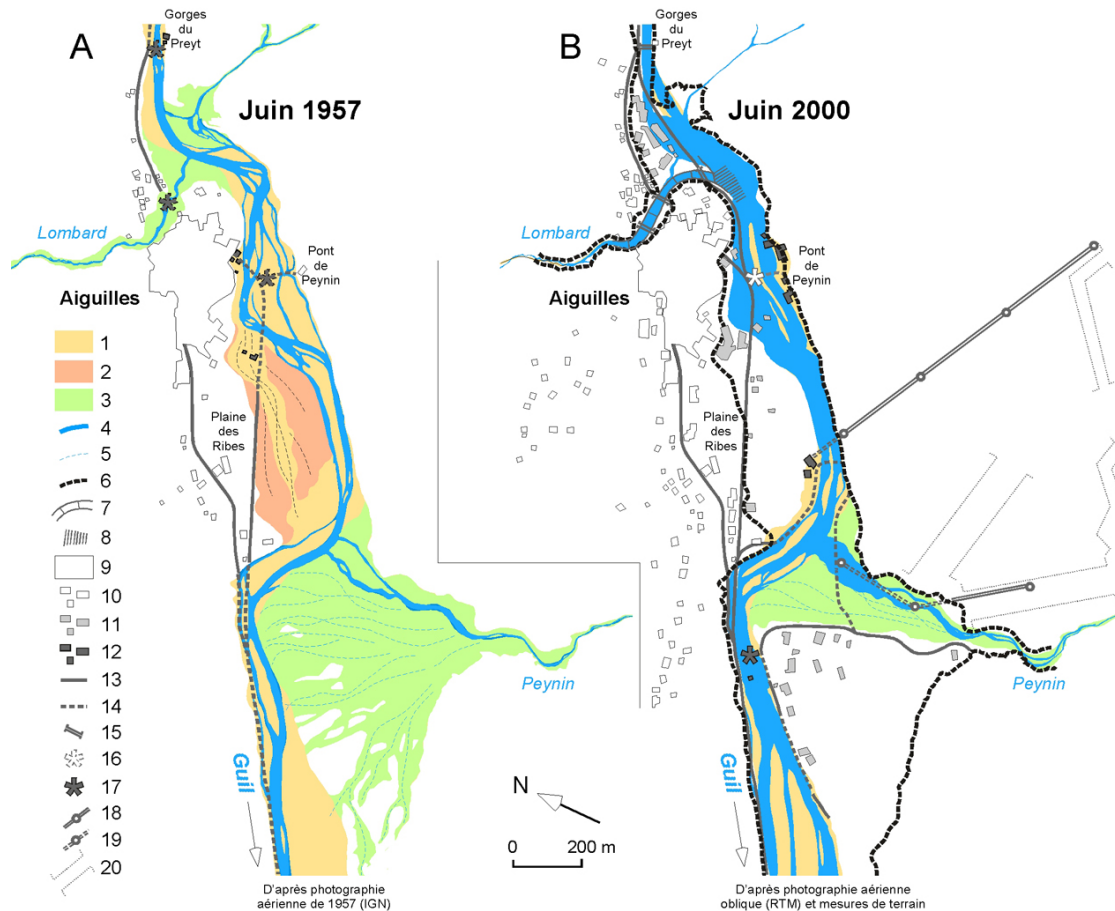 Gorges
du
Preyt
A
Juin 1957
Lombard
Pont
de
Peynin
Aiguilles
1
2
3
4
5
6
7
8
9
10
11
12
13
14
15
16
17
18
19
20
Plaine
des
Ribes
Peynin
Guil
N
0 200 m
D'après photographie
aérienne de 1957 (IGN)
Gorges
du
Preyt
B
Juin 2000
Lombard
Pont
de
Peynin
Aiguilles
Plaine
des
Ribes
Peynin
Guil
D'après photographie aérienne
oblique (RTM) et mesures de terrain